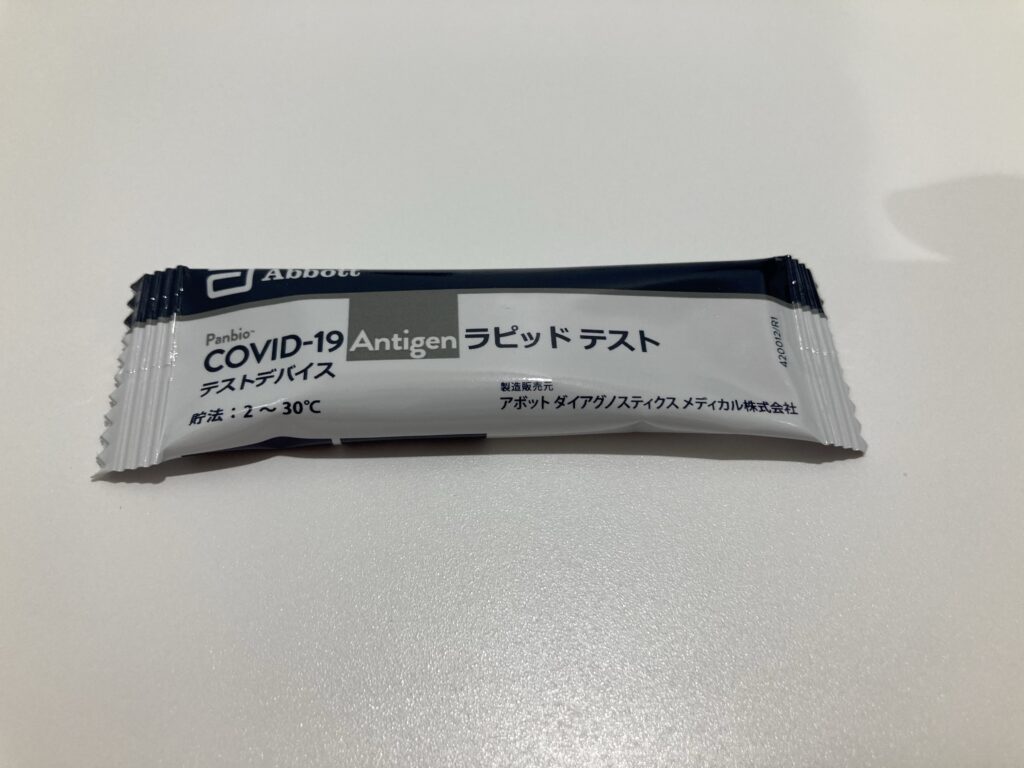 Abbott
Panbio™
COVID-19 Antigen ラピッド テスト
テストデバイス
貯法：2 ～ 30℃
製造販売元
アボット ダイアグノスティクス メディカル株式会社
420012/R1